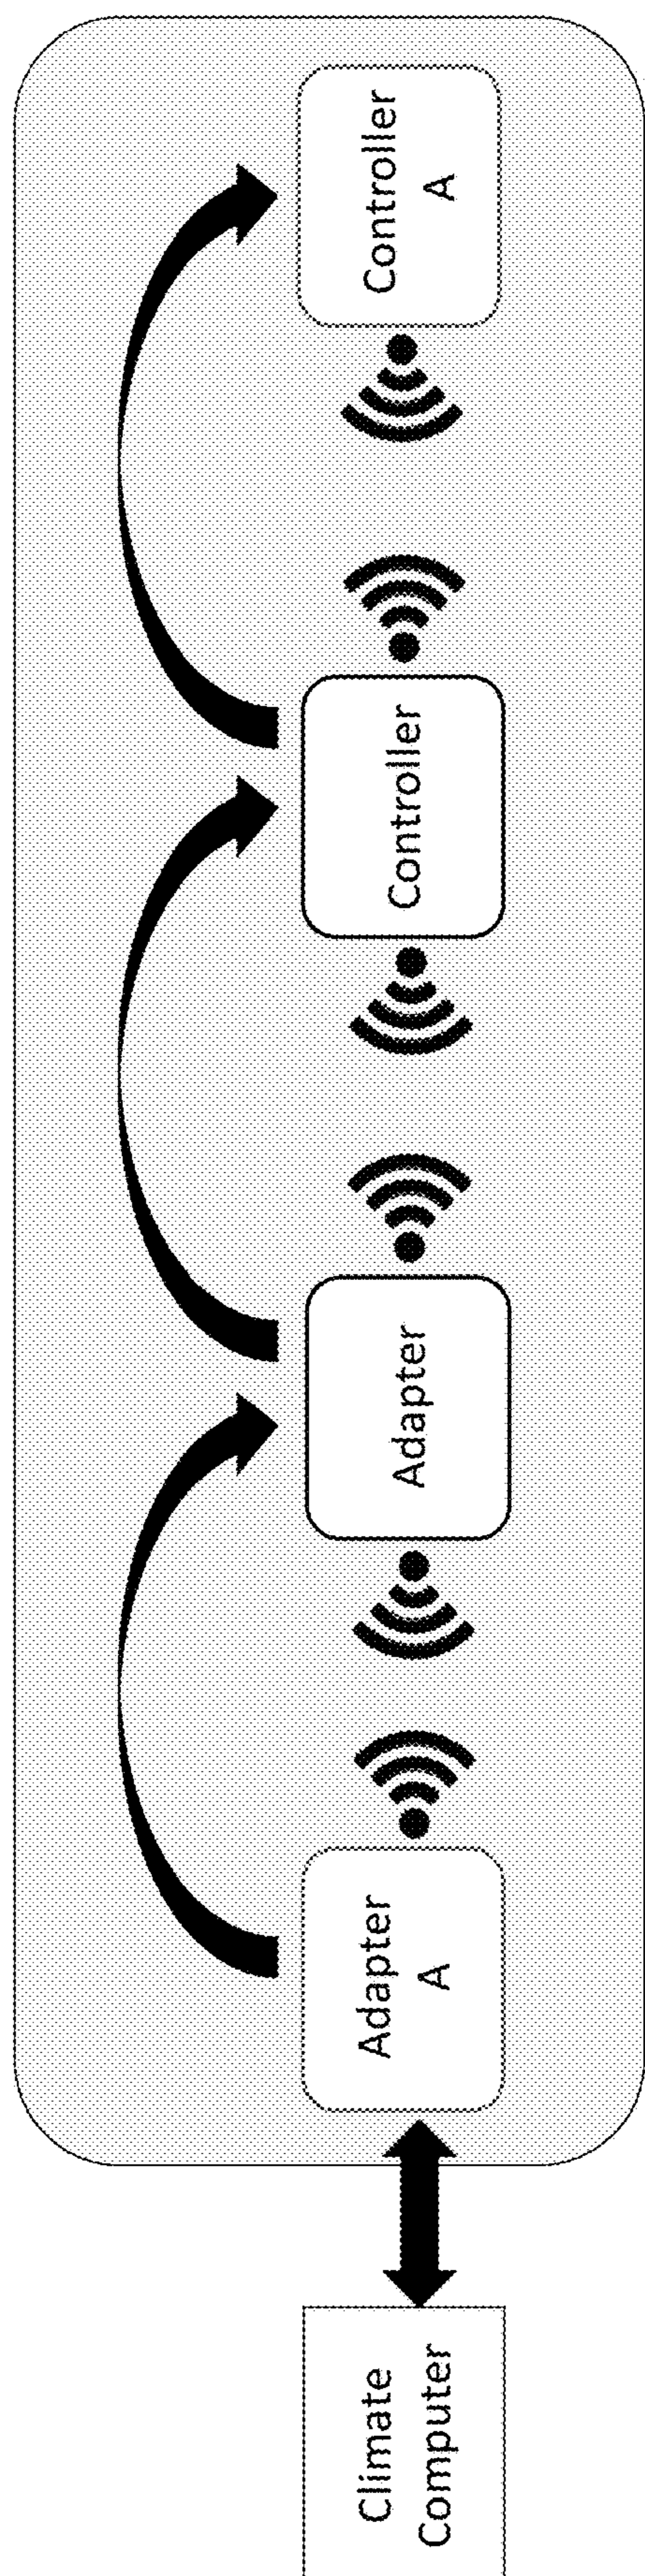 Climate
Computer
Adapter
A
Adapter
Controller
Controller
A